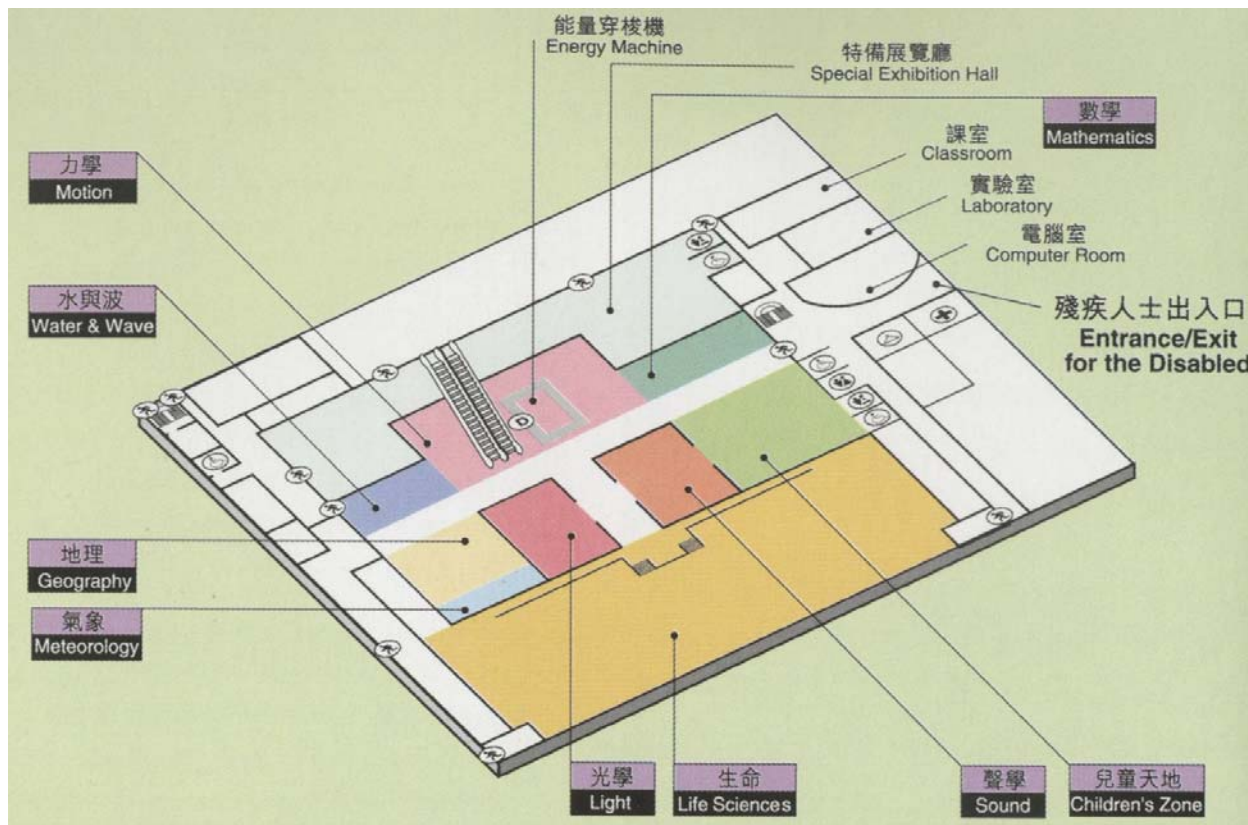 能量穿梭機
Energy Machine
特備展覽廳
Special Exhibition Hall
數學
Mathematics
課室
Classroom
力學
Motion
實驗室
Laboratory
電腦室
Computer Room
水與波
Water & Wave
殘疾人士出入口
Entrance/Exit
for the Disabled
D
地理
Geography
氣象
Meteorology
光學
Light
生命
Life Sciences
聲學
Sound
兒童天地
Children's Zone